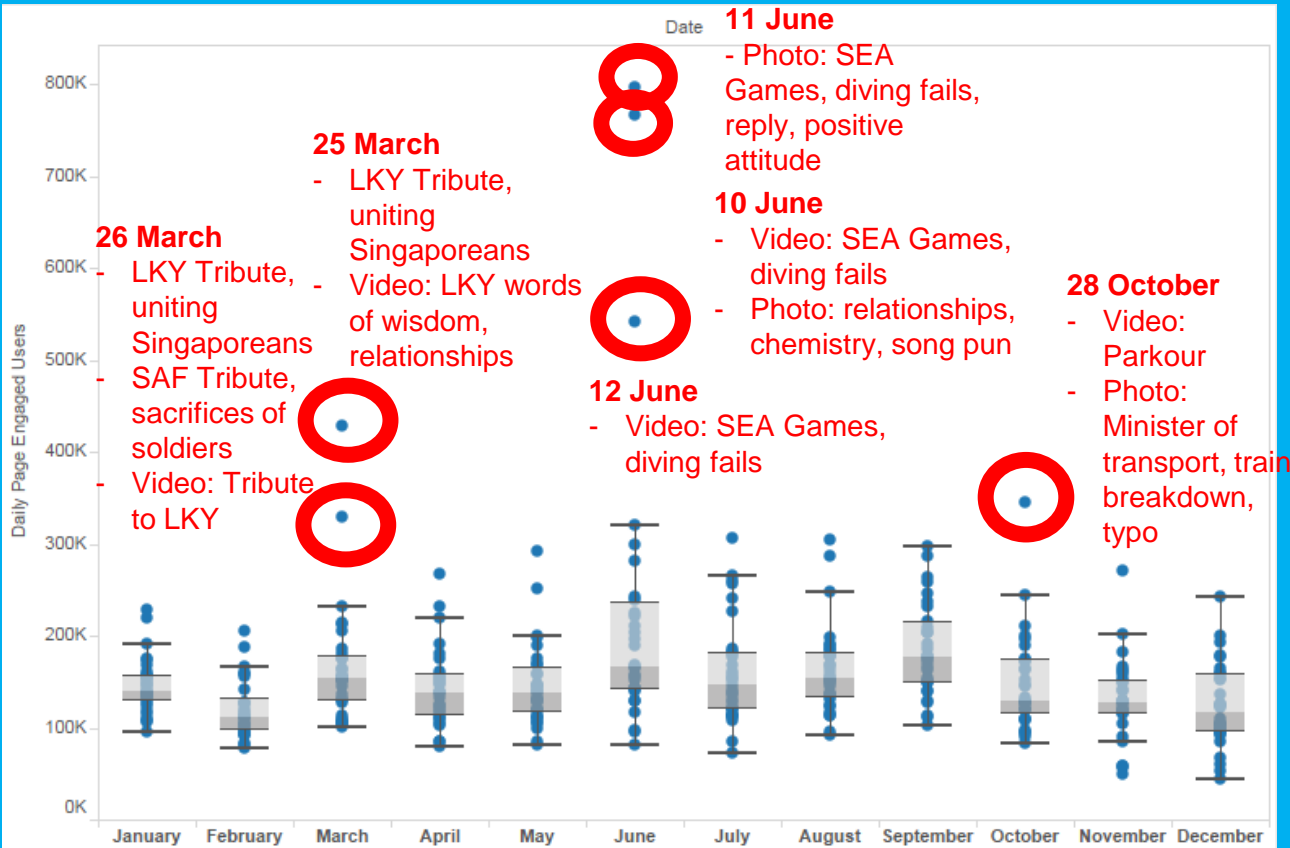 Date
11 June
- Photo: SEA
Games, diving fails,
reply, positive
attitude
25 March
- LKY Tribute,
uniting
Singaporeans
- Video: LKY words
of wisdom,
relationships
10 June
- Video: SEA Games,
diving fails
- Photo: relationships,
chemistry, song pun
26 March
- LKY Tribute,
uniting
Singaporeans
- SAF Tribute,
sacrifices of
soldiers
- Video: Tribute
to LKY
28 October
- Video:
Parkour
- Photo:
Minister of
transport, train
breakdown,
typo
12 June
- Video: SEA Games,
diving fails
Daily Page Engaged Users
800K
700K
600K
500K
400K
300K
200K
100K
0K
January February March April May June July August September October November December